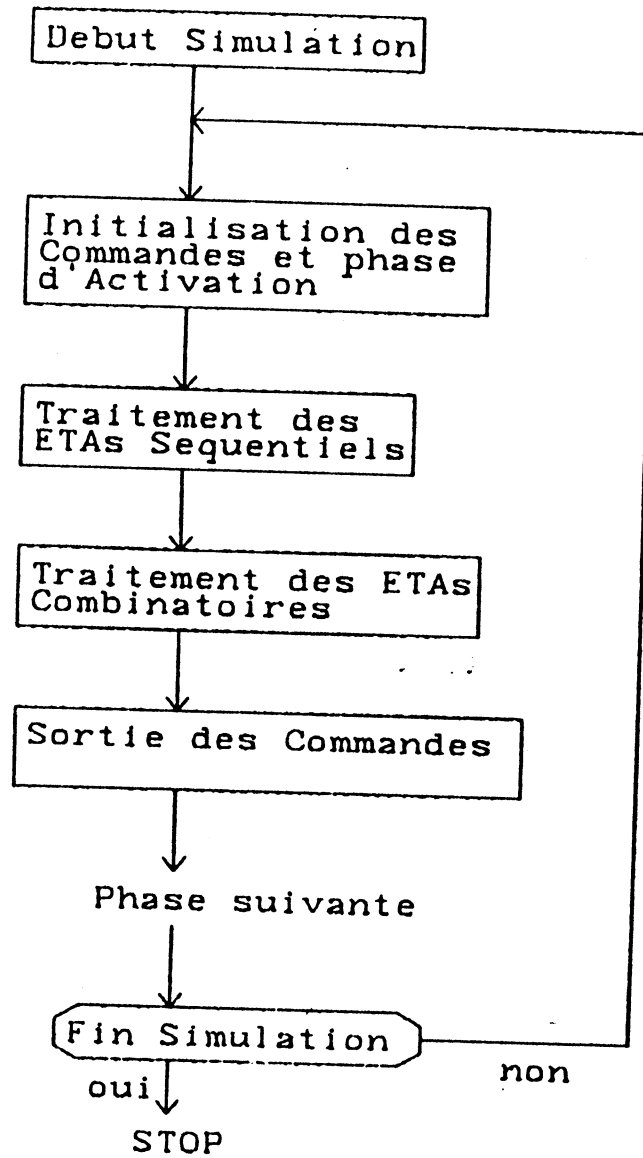 Debut Simulation
Initialisation des
Commandes et phase
d'Activation
Traitement des
ETAs Sequentiels
Traitement des ETAs
Combinatoires
Sortie des Commandes
Phase suivante
Fin Simulation
non
oui
STOP